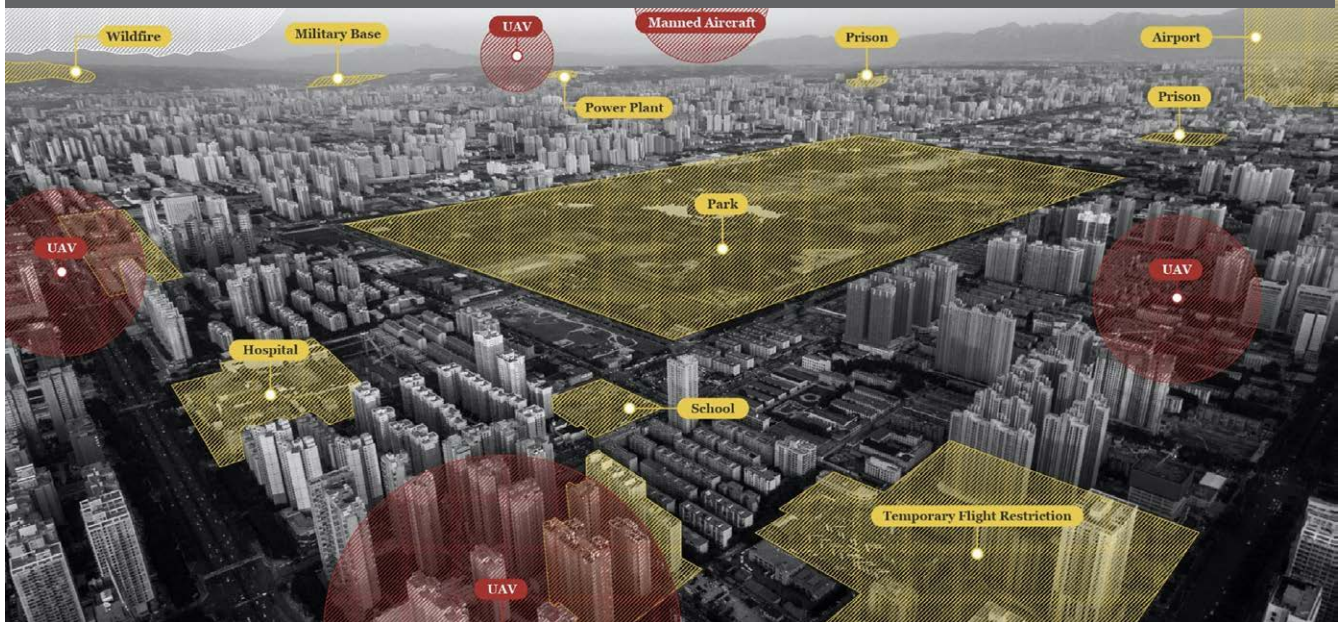 Wildfire
Military Base
UAV
Manned Aircraft
Prison
Airport
Power Plant
Prison
Park
UAV
UAV
Hospital
School
Temporary Flight Restriction
UAV